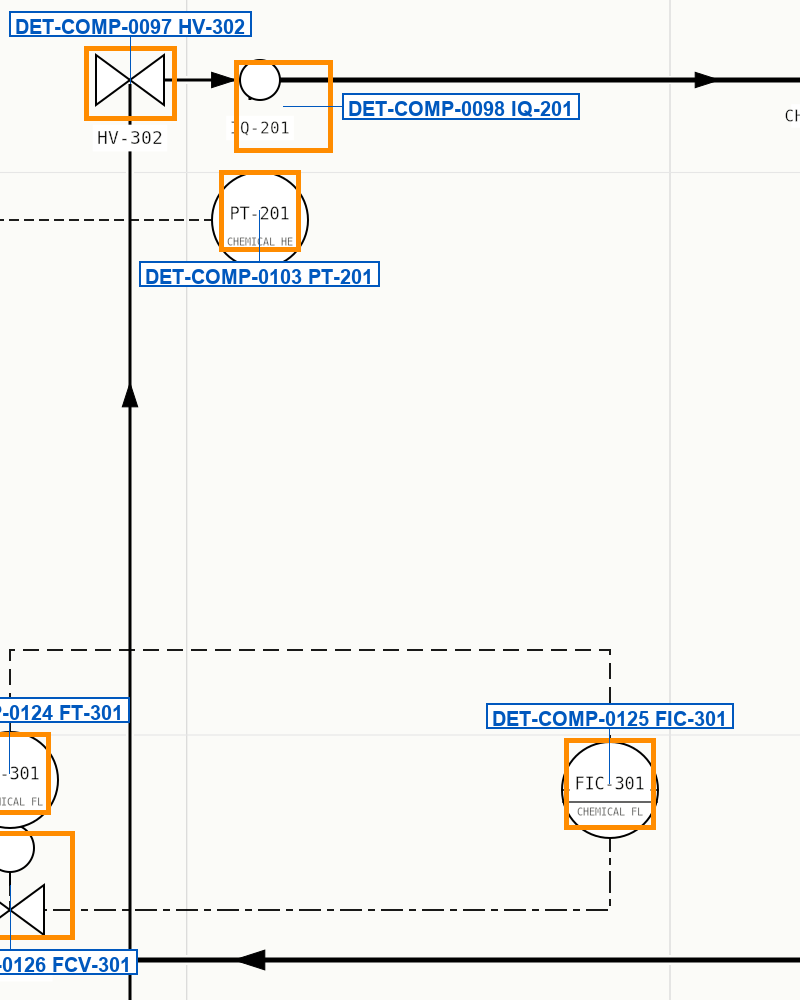 DET-COMP-0097 HV-302
DET-COMP-0098 IQ-201
CH
IQ-201
HV-302
PT-201
CHEMICAL HE
DET-COMP-0103 PT-201
P-0124 FT-301
DET-COMP-0125 FIC-301
-301
MICAL FL
FIC-301
CHEMICAL FL
-0126 FCV-301